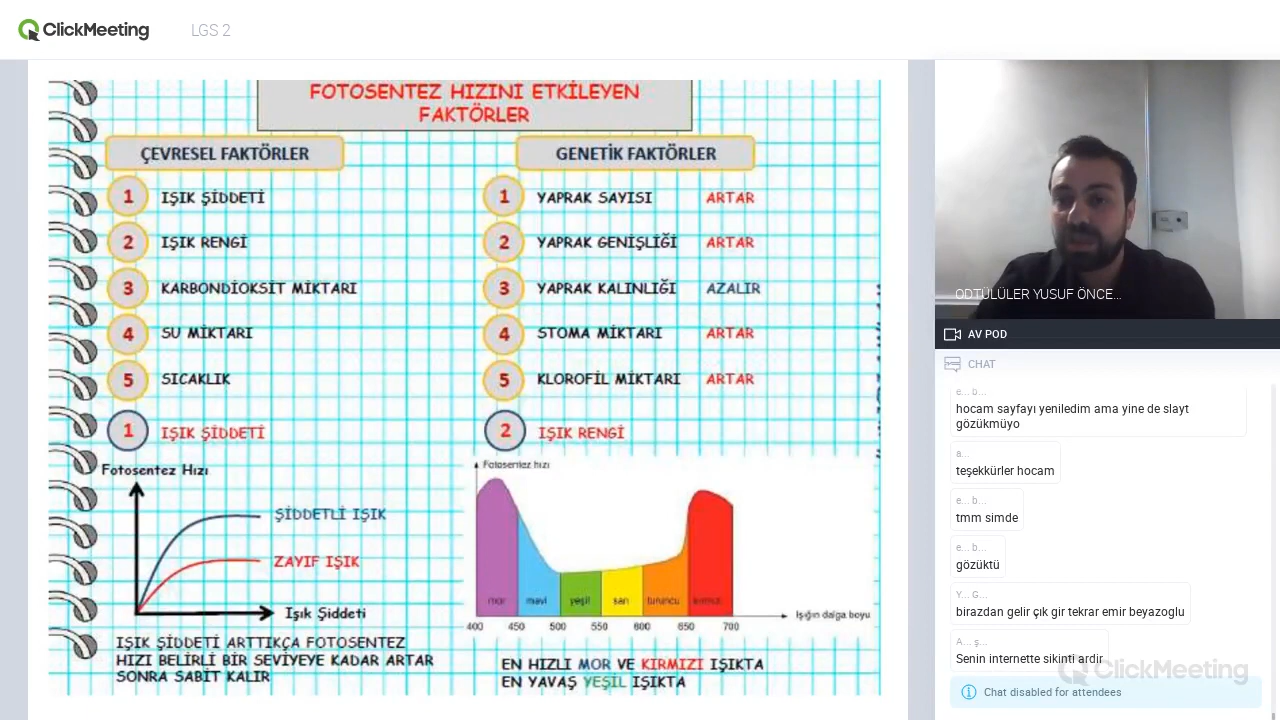 ClickMeeting
LGS 2
FOTOSENTEZ HIZINI ETKİLEYEN
FAKTÖRLER
ÇEVRESEL FAKTÖRLER
1 IŞIK ŞİDDETİ
2 IŞIK RENGİ
3 KARBONDİOKSİT MİKTARI
4 SU MİKTARI
5 SICAKLIK
GENETİK FAKTÖRLER
1 YAPRAK SAYISI ARTAR
2 YAPRAK GENİŞLİĞİ ARTAR
3 YAPRAK KALINLIĞI AZALIR
4 STOMA MİKTARI ARTAR
5 KLOROFİL MİKTARI ARTAR
1 IŞIK ŞİDDETİ
Fotosentez Hızı
ŞİDDETLİ IŞIK
ZAYIF IŞIK
Işık Şiddeti
IŞIK ŞİDDETİ ARTTIKÇA FOTOSENTEZ
HIZI BELİRLİ BİR SEVİYEYE KADAR ARTAR
SONRA SABİT KALIR
2 IŞIK RENGİ
Fotosentez hızı
mor mavi yeşil sarı turuncu kırmızı
Işığın dalga boyu
400 450 500 550 600 650 700
EN HIZLI MOR VE KIRMIZI IŞIKTA
EN YAVAŞ YEŞİL IŞIKTA
ODTÜLÜLER YUSUF ÖNCE...
AV POD
CHAT
e... b...
hocam sayfayı yeniledim ama yine de slayt
gözükmüyo
a...
teşekkürler hocam
e... b...
tmm simde
e... b...
gözüktü
Y... G...
birazdan gelir çık gir tekrar emir beyazoglu
A... ş...
Senin internette sikinti ardir
ClickMeeting
Chat disabled for attendees